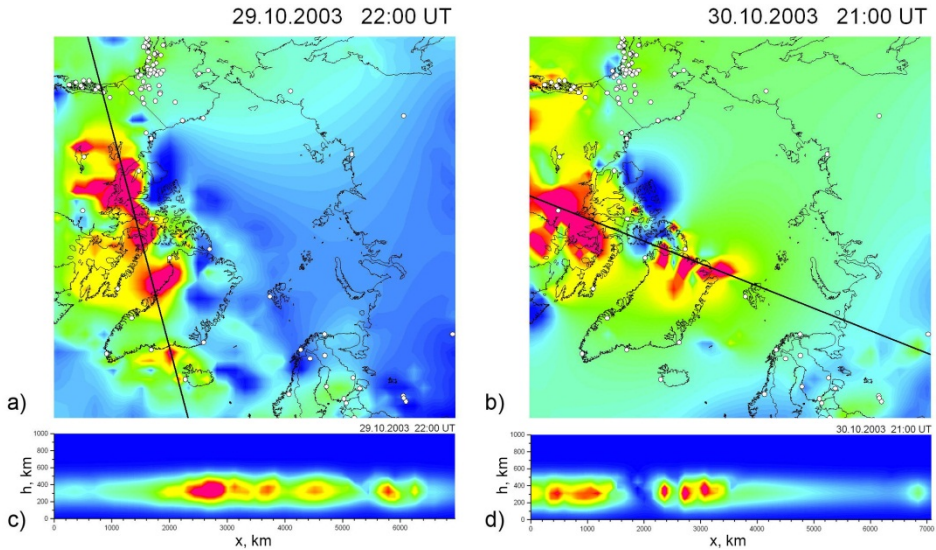 29.10.2003 22:00 UT
30.10.2003 21:00 UT
a)
b)
29.10.2003 22:00 UT
30.10.2003 21:00 UT
h, km
1000
800
600
400
200
0
c)
0 1000 2000 3000 4000 5000 6000
x, km
h, km
1000
800
600
400
200
0
d)
0 1000 2000 3000 4000 5000 6000 7000
x, km